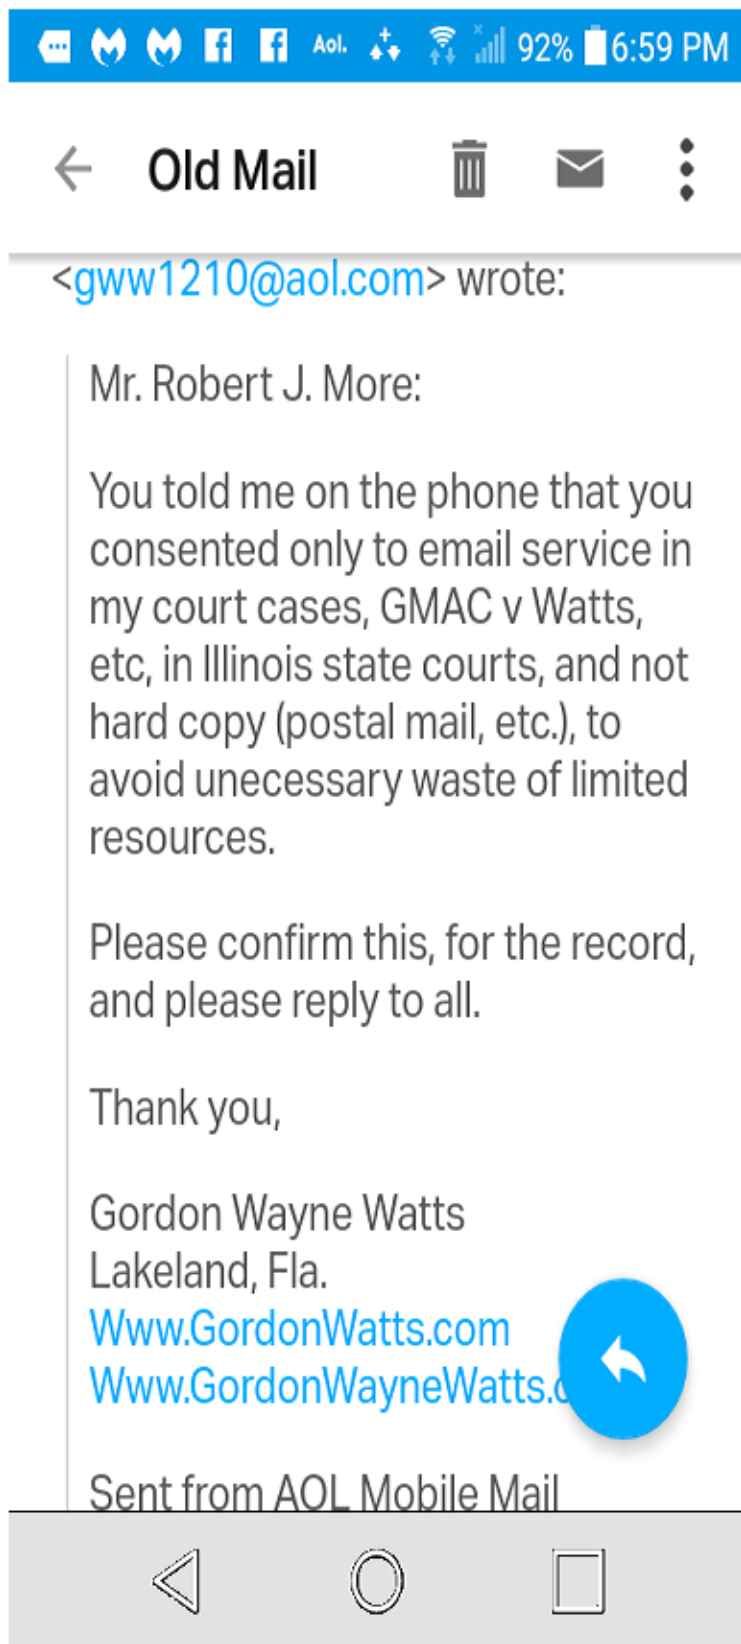 Aol. 92% 6:59 PM
Old Mail
<gww1210@aol.com> wrote:
Mr. Robert J. More:
You told me on the phone that you
consented only to email service in
my court cases, GMAC v Watts,
etc, in Illinois state courts, and not
hard copy (postal mail, etc.), to
avoid unecessary waste of limited
resources.
Please confirm this, for the record,
and please reply to all.
Thank you,
Gordon Wayne Watts
Lakeland, Fla.
Www.GordonWatts.com
Www.GordonWayneWatts.c
Sent from AOL Mobile Mail